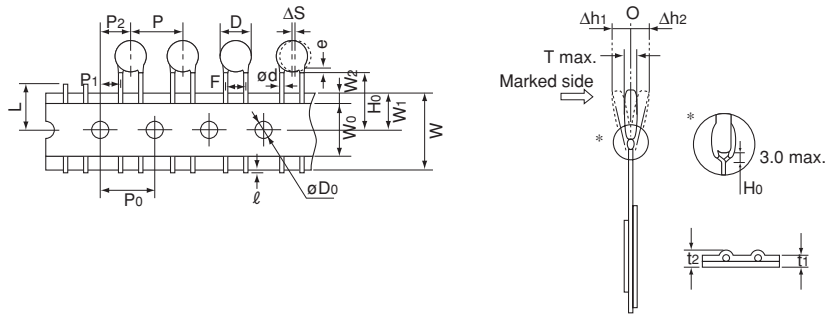 P2
P
D
ΔS
e
P1
F
ød
W2
H0
W1
W
L
W0
P0
øD0
ℓ
Δh1
O
Δh2
T max.
Marked side
*
*
3.0 max.
H0
t2
t1